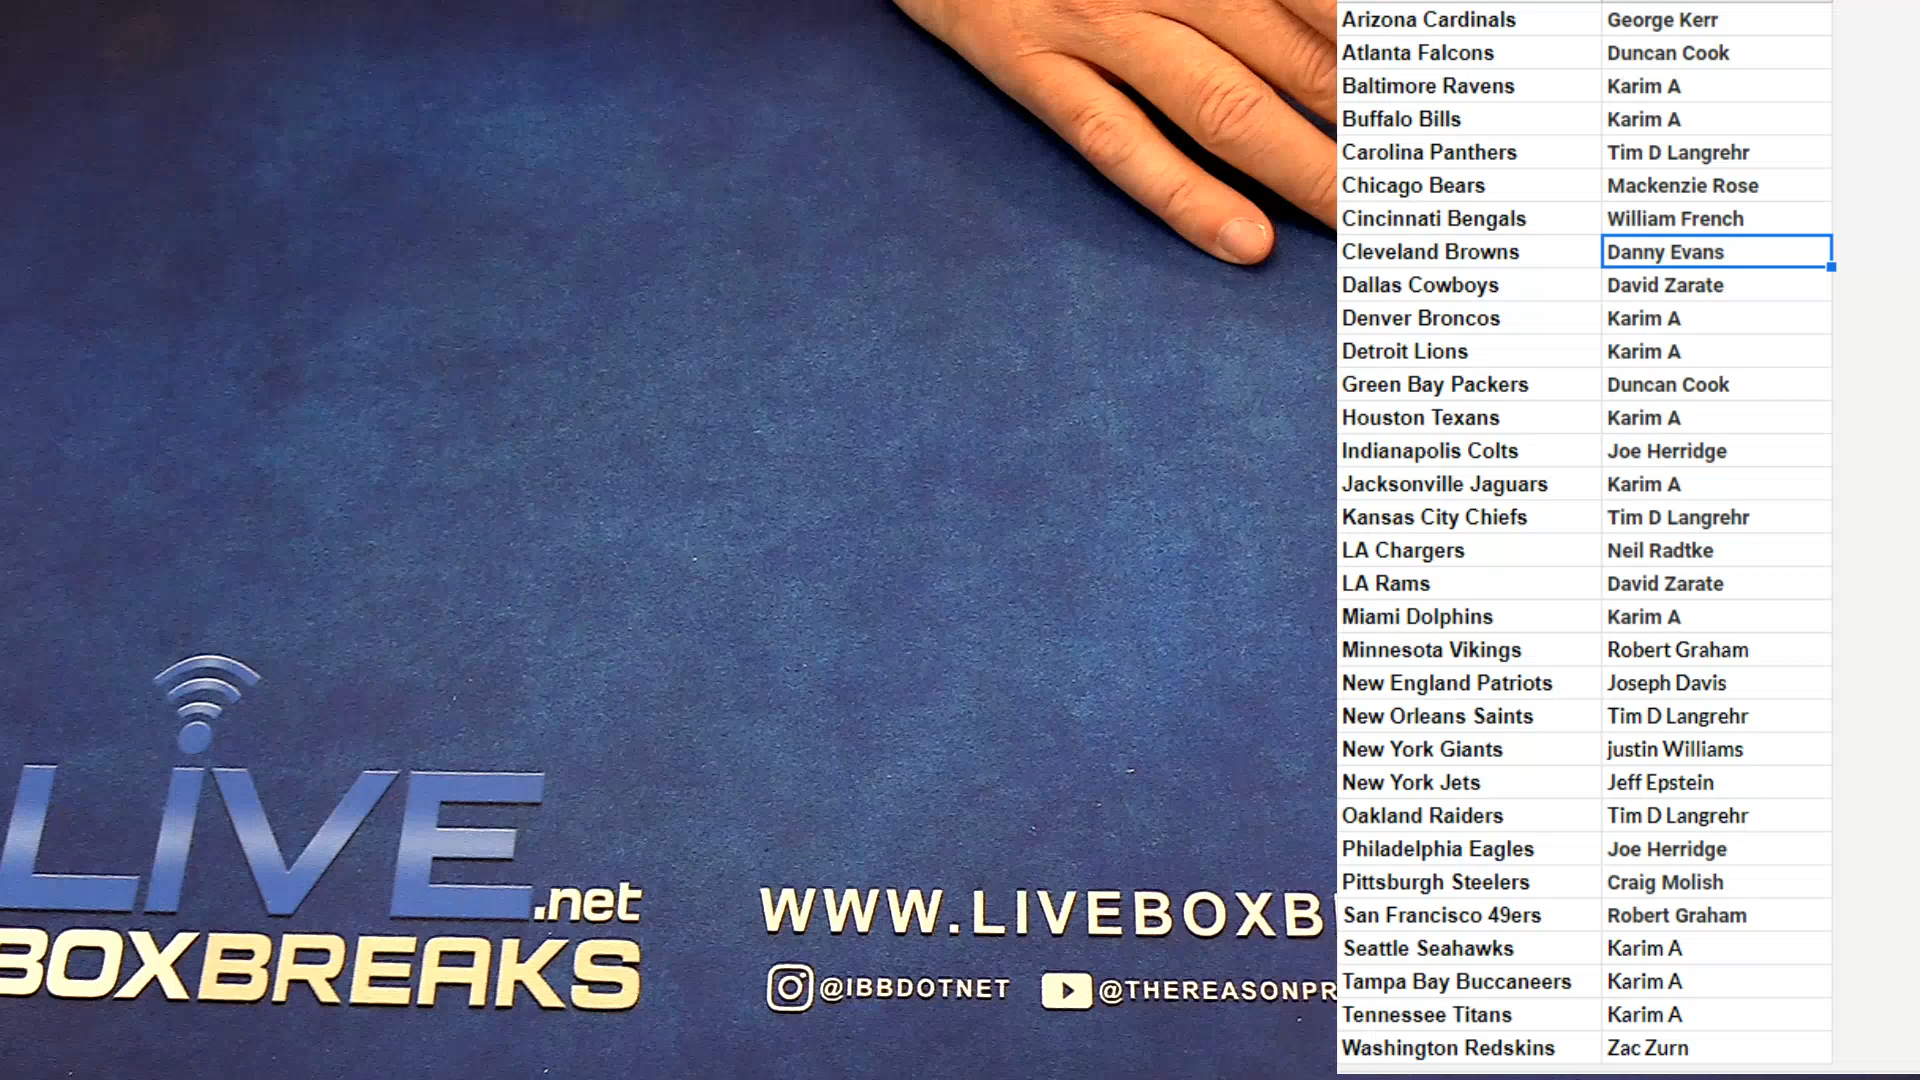 Arizona Cardinals George Kerr
Atlanta Falcons Duncan Cook
Baltimore Ravens Karim A
Buffalo Bills Karim A
Carolina Panthers Tim D Langrehr
Chicago Bears Mackenzie Rose
Cincinnati Bengals William French
Cleveland Browns Danny Evans
Dallas Cowboys David Zarate
Denver Broncos Karim A
Detroit Lions Karim A
Green Bay Packers Duncan Cook
Houston Texans Karim A
Indianapolis Colts Joe Herridge
Jacksonville Jaguars Karim A
Kansas City Chiefs Tim D Langrehr
LA Chargers Neil Radtke
LA Rams David Zarate
Miami Dolphins Karim A
Minnesota Vikings Robert Graham
New England Patriots Joseph Davis
New Orleans Saints Tim D Langrehr
New York Giants justin Williams
New York Jets Jeff Epstein
Oakland Raiders Tim D Langrehr
Philadelphia Eagles Joe Herridge
Pittsburgh Steelers Craig Molish
San Francisco 49ers Robert Graham
Seattle Seahawks Karim A
Tampa Bay Buccaneers Karim A
Tennessee Titans Karim A
Washington Redskins Zac Zurn
LIVE.net
BOXBREAKS
WWW.LIVEBOXB
@IBBDOTNET @THEREASONPR